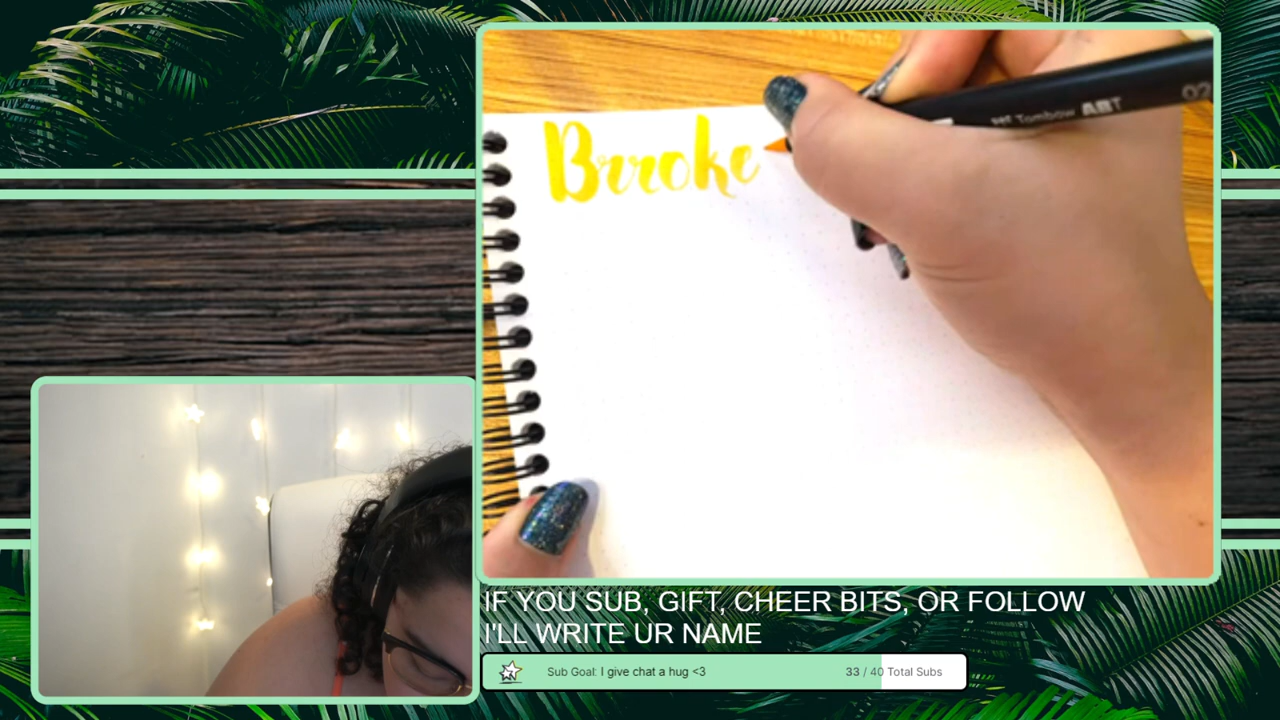 Brroke
Tombow ABT
IF YOU SUB, GIFT, CHEER BITS, OR FOLLOW
I'LL WRITE UR NAME
Sub Goal: I give chat a hug <3 33 / 40 Total Subs